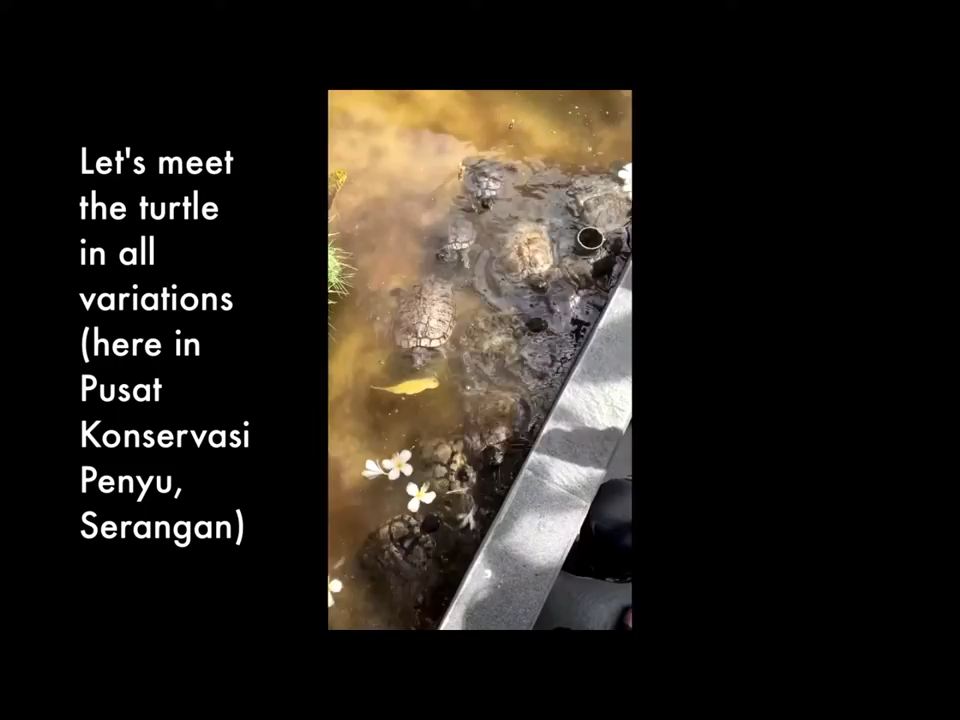 Let's meet
the turtle
in all
variations
(here in
Pusat
Konservasi
Penyu,
Serangan)